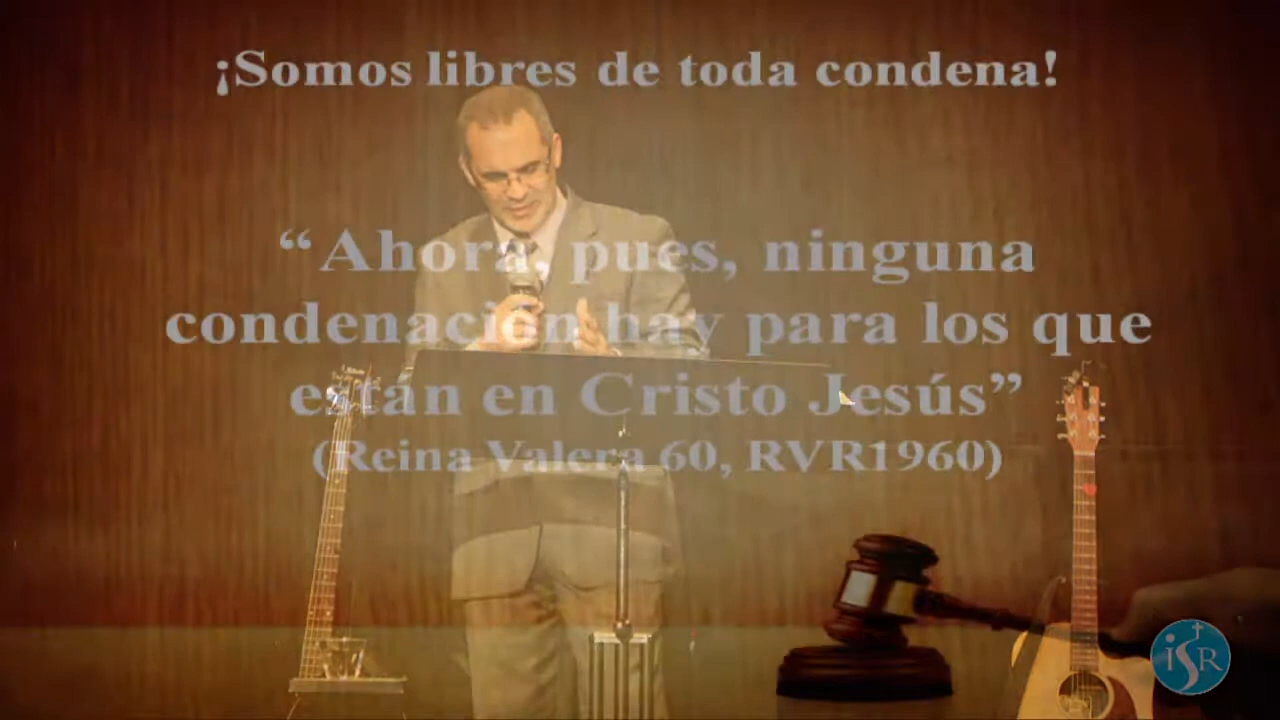 ¡Somos libres de toda condena!
“Ahora, pues, ninguna
condenación hay para los que
están en Cristo Jesús”
(Reina Valera 60, RVR1960)
iSR